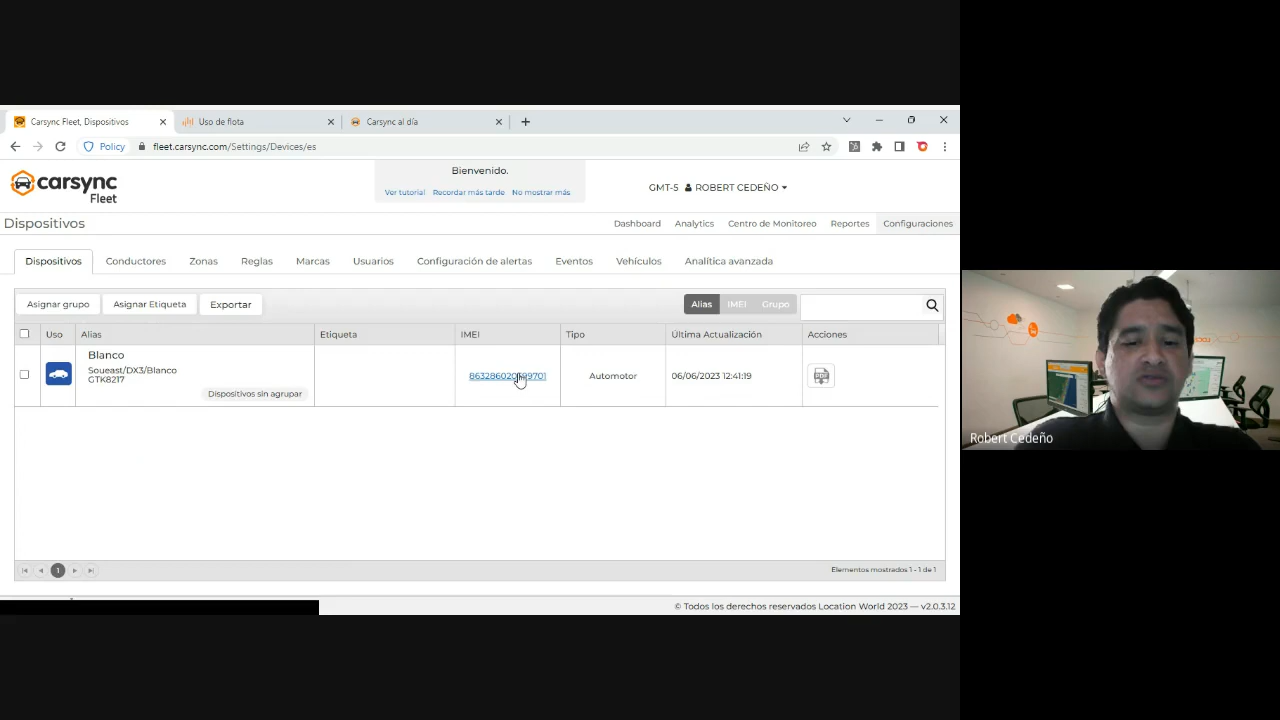 Carsync Fleet, Dispositivos
Uso de flota
Carsync al día
Policy
fleet.carsync.com/Settings/Devices/es
carsync
Fleet
Bienvenido.
Ver tutorial Recordar más tarde No mostrar más
GMT-5 ROBERT CEDEÑO
Dispositivos
Dashboard Analytics Centro de Monitoreo Reportes Configuraciones
Dispositivos Conductores Zonas Reglas Marcas Usuarios Configuración de alertas Eventos Vehículos Analítica avanzada
Asignar grupo Asignar Etiqueta Exportar Alias IMEI Grupo
Uso Alias Etiqueta IMEI Tipo Última Actualización Acciones
Blanco
Soueast/DX3/Blanco
GTK8217
Dispositivos sin agrupar
Automotor
06/06/2023 12:41:19
1
Elementos mostrados 1 - 1 de 1
© Todos los derechos reservados Location World 2023 — v2.0.3.12
Robert Cedeño